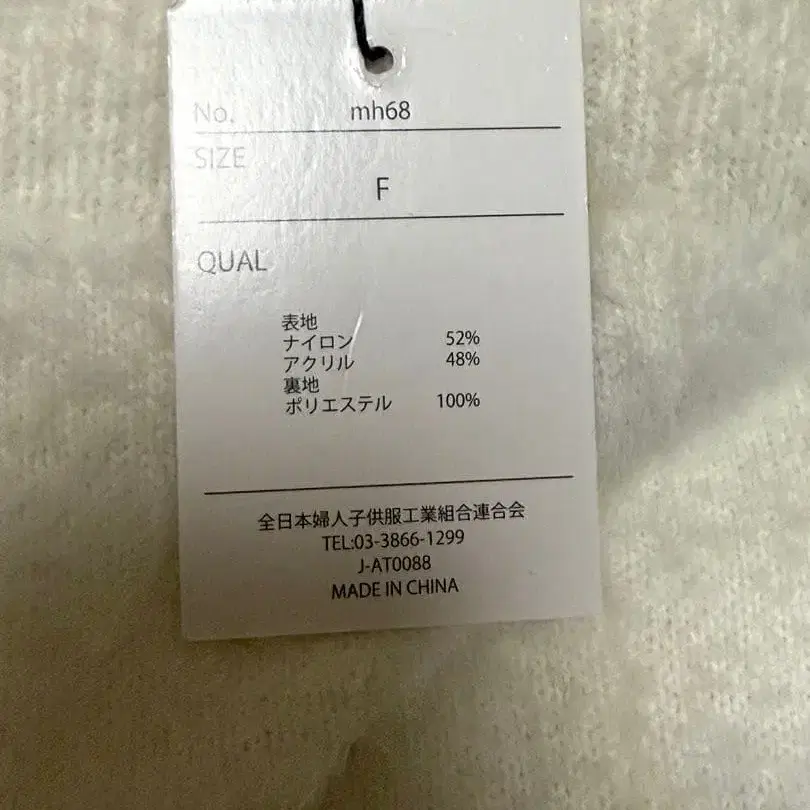 No. mh68
SIZE
F
QUAL
表地
ナイロン 52%
アクリル 48%
裏地
ポリエステル 100%
全日本婦人子供服工業組合連合会
TEL:03-3866-1299
J-AT0088
MADE IN CHINA